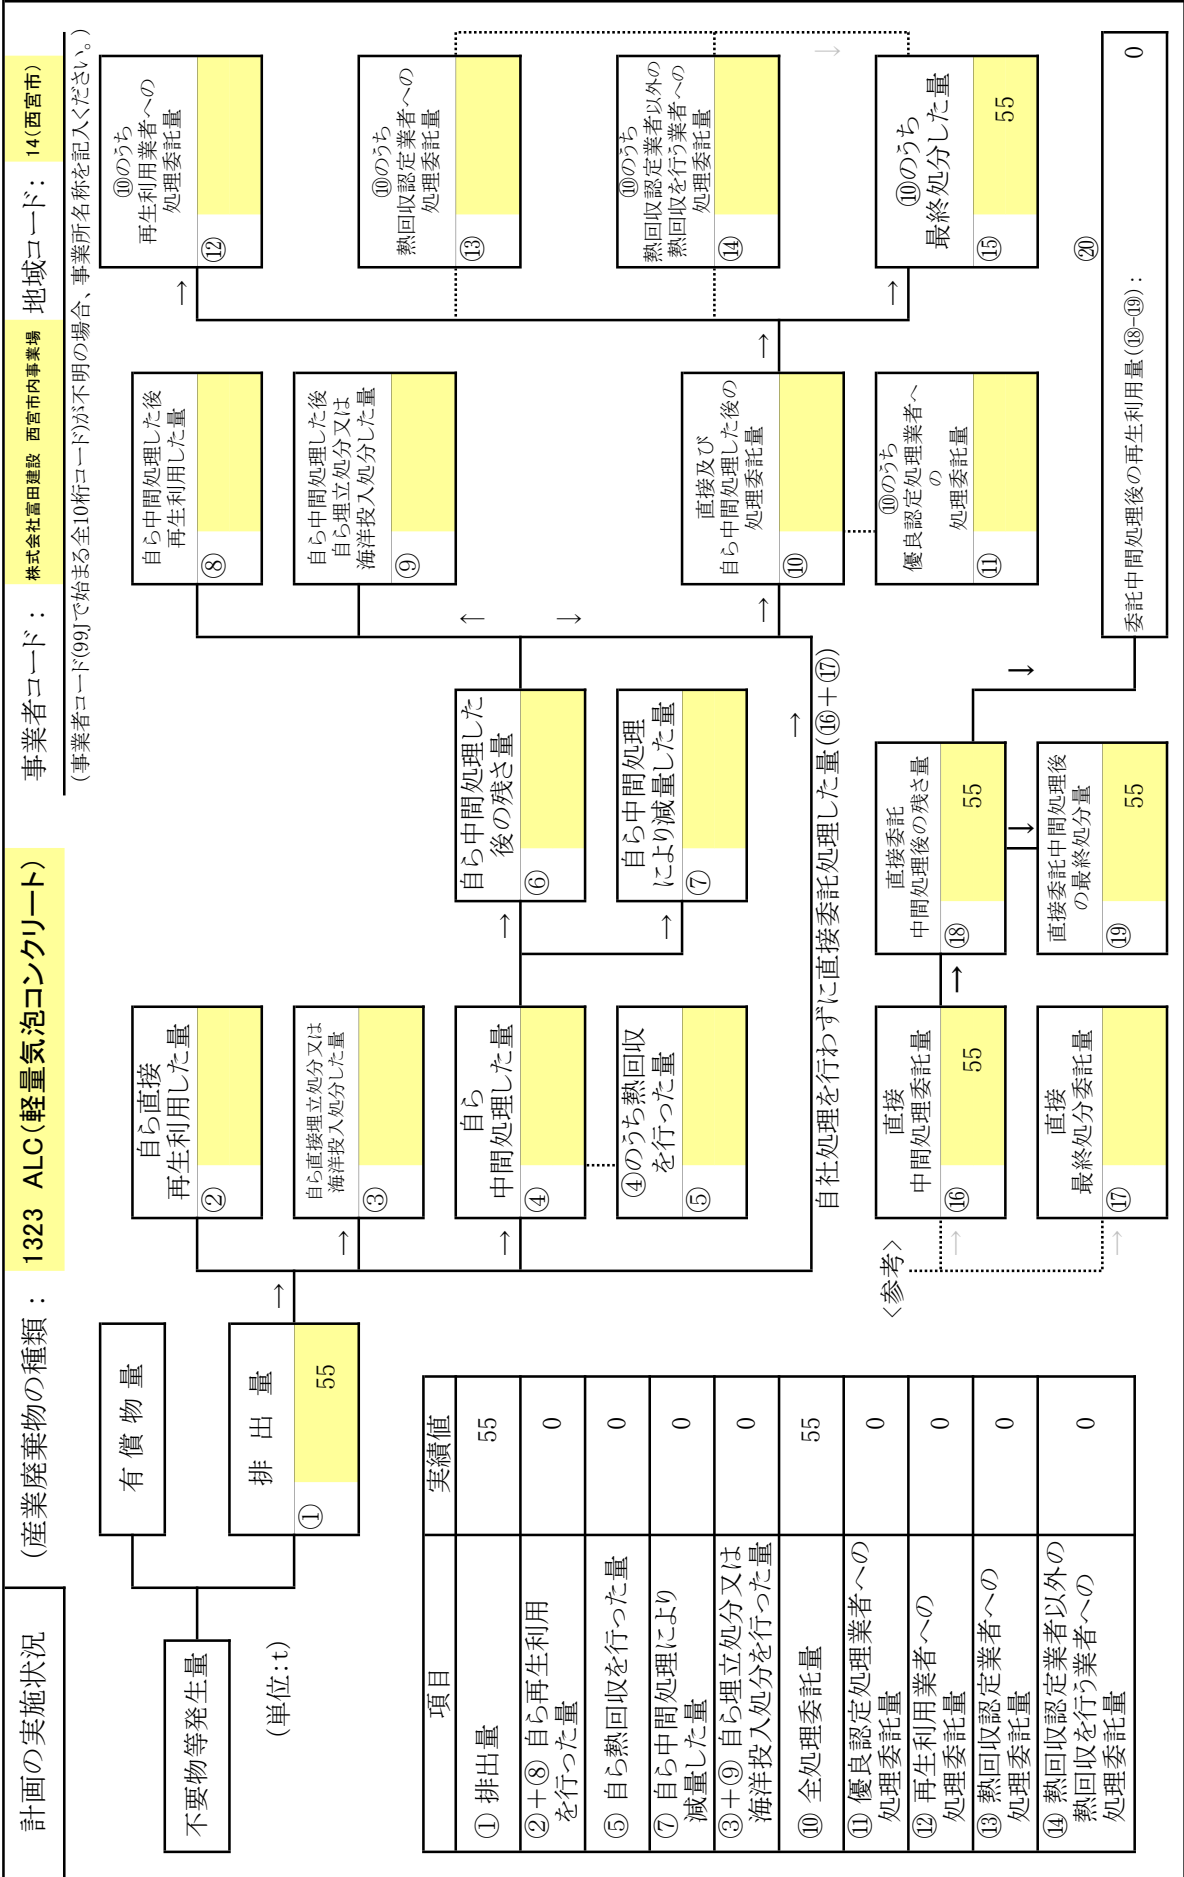 計画の実施状況
(産業廃棄物の種類 :
1323 ALC(軽量気泡コンクリート)
事業者コード :
株式会社富田建設 西宮市内事業場
地域コード :
14(西宮市)
(事業者コード(99Jで始まる全10桁コード)が不明の場合、事業所名称を記入ください。)
不要物等発生量
(単位:t)
有 償 物 量
排 出 量
①
55
→
自ら直接
再生利用した量
②
→
自ら直接埋立処分又は
海洋投入処分した量
③
→
自ら
中間処理した量
④
④のうち熱回収
を行った量
⑤
→
自ら中間処理した
後の残さ量
⑥
→
自ら中間処理
により減量した量
⑦
自ら中間処理した後
再生利用した量
⑧
自ら中間処理した後
自ら埋立処分又は
海洋投入処分した量
⑨
↑
↓
自社処理を行わずに直接委託処理した量(⑯+⑰)
→
→
直接及び
自ら中間処理した後の
処理委託量
⑩
⑩のうち
優良認定処理業者へ
の
処理委託量
⑪
→
→
⑩のうち
再生利用業者への
処理委託量
⑫
⑩のうち
熱回収認定業者への
処理委託量
⑬
⑩のうち
熱回収認定業者以外の
熱回収を行う業者への
処理委託量
⑭
→
⑩のうち
最終処分した量
⑮
55
↓
<参考>
→
直接
中間処理委託量
⑯
55
→
直接
最終処分委託量
⑰
→
直接委託
中間処理後の残さ量
⑱
55
↓
直接委託中間処理後
の最終処分量
⑲
55
↓
⑳
委託中間処理後の再生利用量(⑱-⑲) :
0
項目
実績値
① 排出量
55
②+⑧ 自ら再生利用
を行った量
0
⑤ 自ら熱回収を行った量
0
⑦ 自ら中間処理により
減量した量
0
③+⑨ 自ら埋立処分又は
海洋投入処分を行った量
0
⑩ 全処理委託量
55
⑪ 優良認定処理業者への
処理委託量
0
⑫ 再生利用業者への
処理委託量
0
⑬ 熱回収認定業者への
処理委託量
0
⑭ 熱回収認定業者以外の
熱回収を行う業者への
処理委託量
0